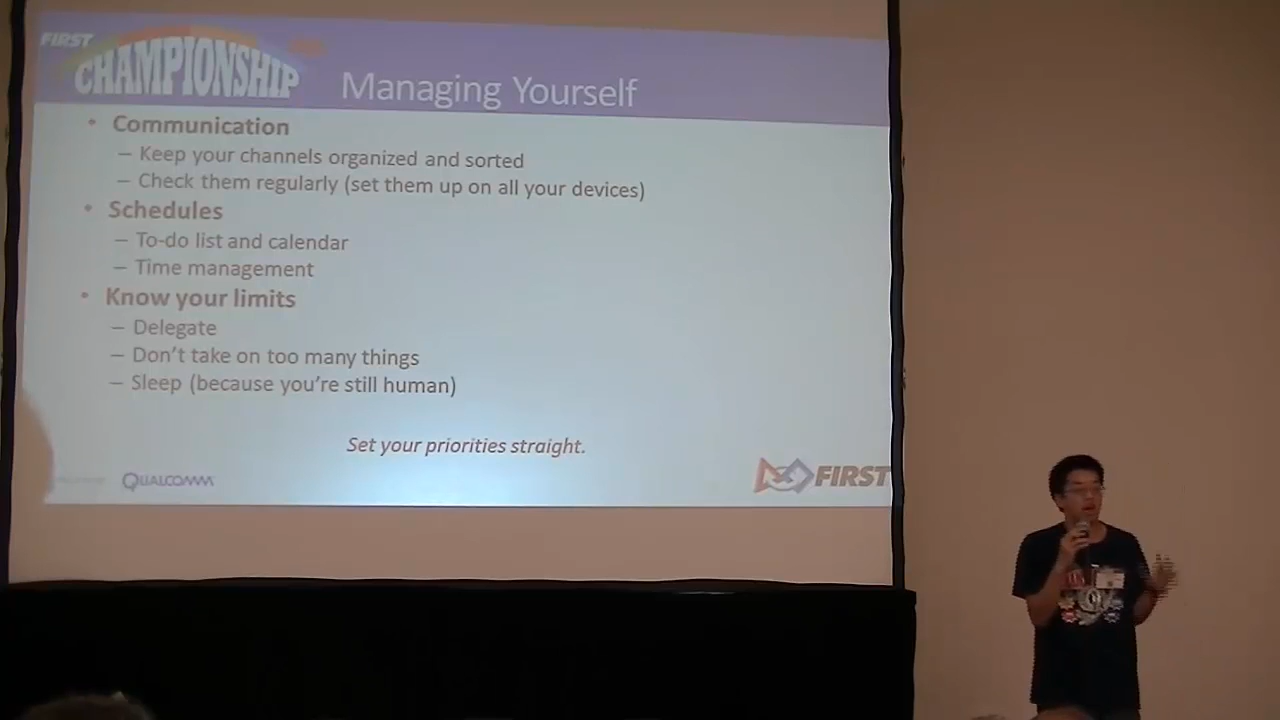 FIRST
CHAMPIONSHIP
Managing Yourself
• Communication
– Keep your channels organized and sorted
– Check them regularly (set them up on all your devices)
• Schedules
– To-do list and calendar
– Time management
• Know your limits
– Delegate
– Don't take on too many things
– Sleep (because you're still human)
Set your priorities straight.
QUALCOMM
FIRST